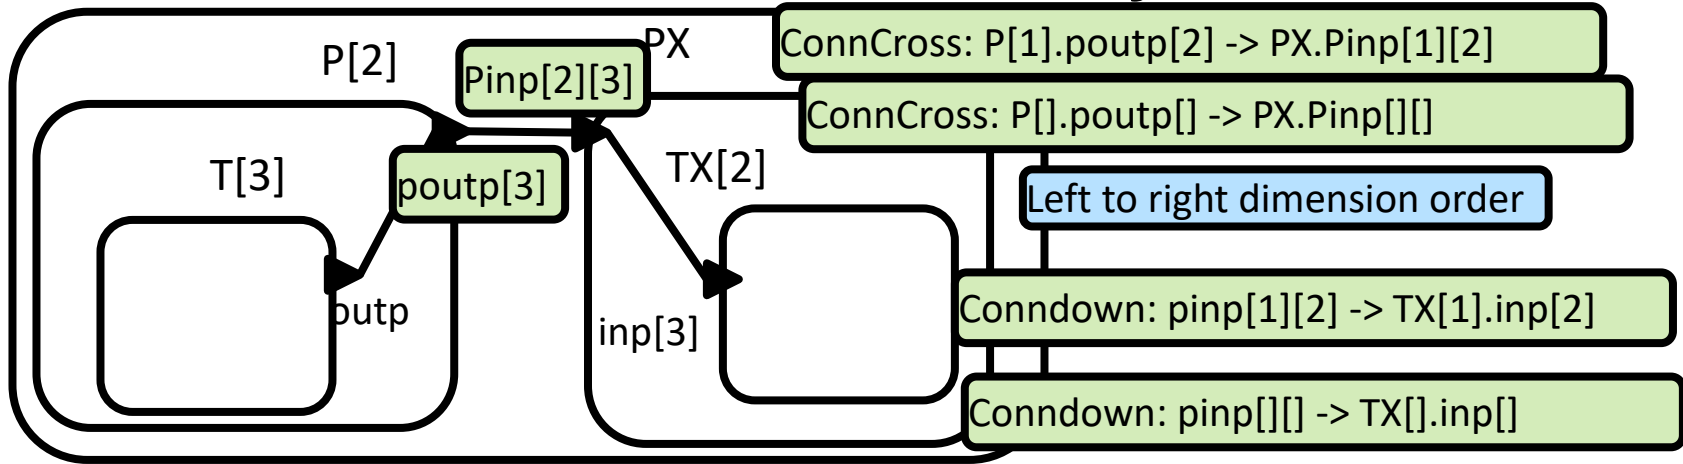 PX
ConnCross: P[1].poutp[2] -> PX.Pinp[1][2]
P[2]
Pinp[2][3]
ConnCross: P[].poutp[] -> PX.Pinp[][]
T[3]
poutp[3]
TX[2]
Left to right dimension order
outp
inp[3]
Conndown: pinp[1][2] -> TX[1].inp[2]
Conndown: pinp[][] -> TX[].inp[]